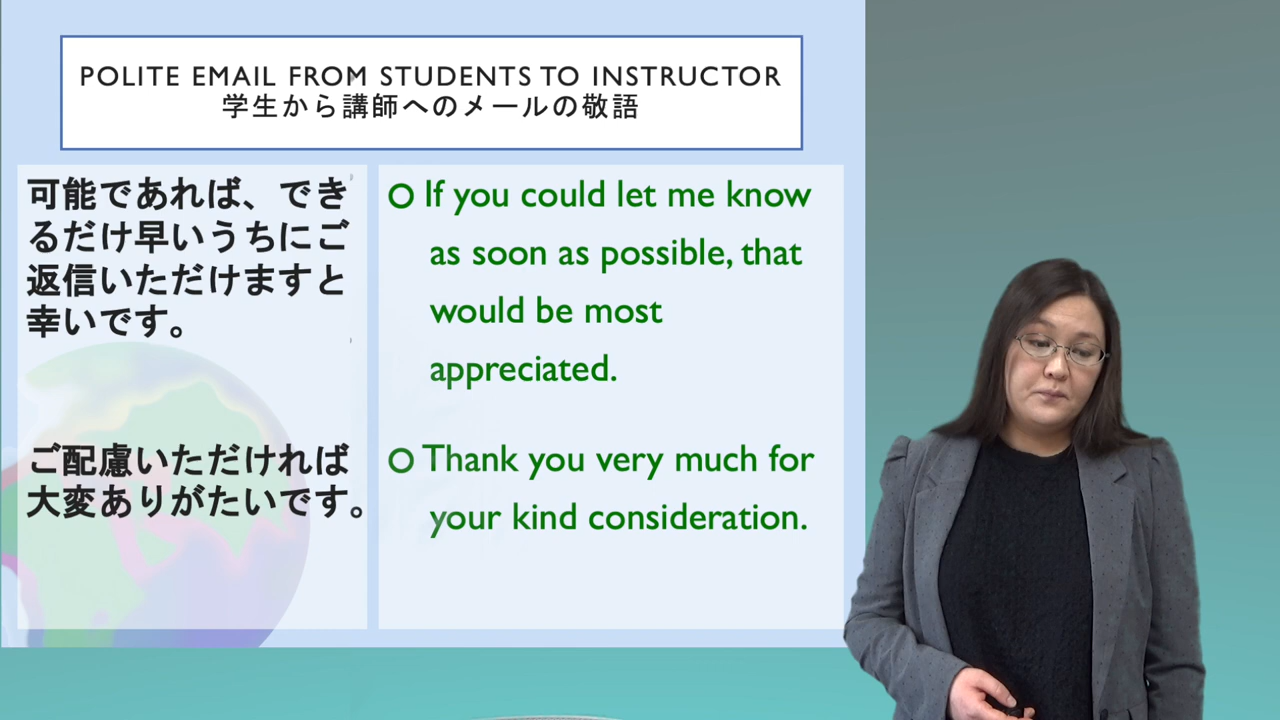 POLITE EMAIL FROM STUDENTS TO INSTRUCTOR
学生から講師へのメールの敬語
可能であれば、でき
るだけ早いうちにご
返信いただけますと
幸いです。
ご配慮いただければ
大変ありがたいです。
If you could let me know
as soon as possible, that
would be most
appreciated.
Thank you very much for
your kind consideration.